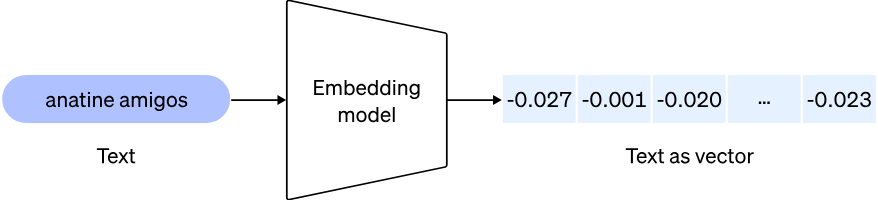 anatine amigos
Text
Embedding
model
-0.027 -0.001 -0.020 ... -0.023
Text as vector